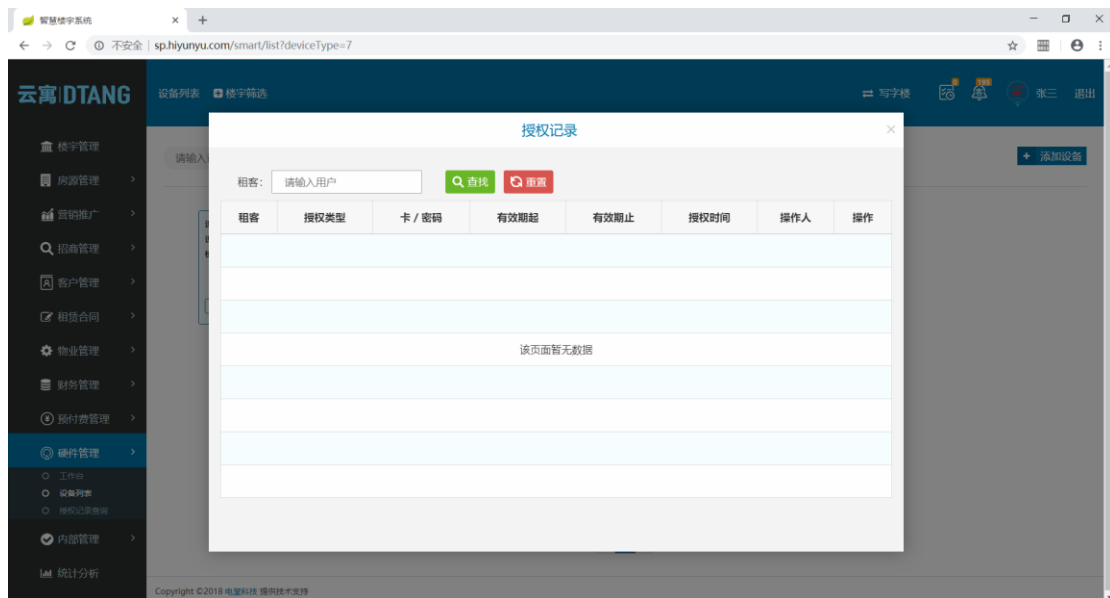 智慧楼宇系统
不安全 | sp.hiyunyu.com/smart/list?deviceType=7
云寓 DTANG
设备列表 楼宇筛选 写字楼 195 张三 退出
授权记录
楼宇管理
请输入
添加设备
房源管理
租客： 请输入用户 查找 重置
营销推广
租客 授权类型 卡 / 密码 有效期起 有效期止 授权时间 操作人 操作
招商管理
客户管理
租赁合同
物业管理
该页面暂无数据
财务管理
预付费管理
硬件管理
工作台
设备列表
授权记录查询
内部管理
统计分析
Copyright ©2018 电堂科技 提供技术支持